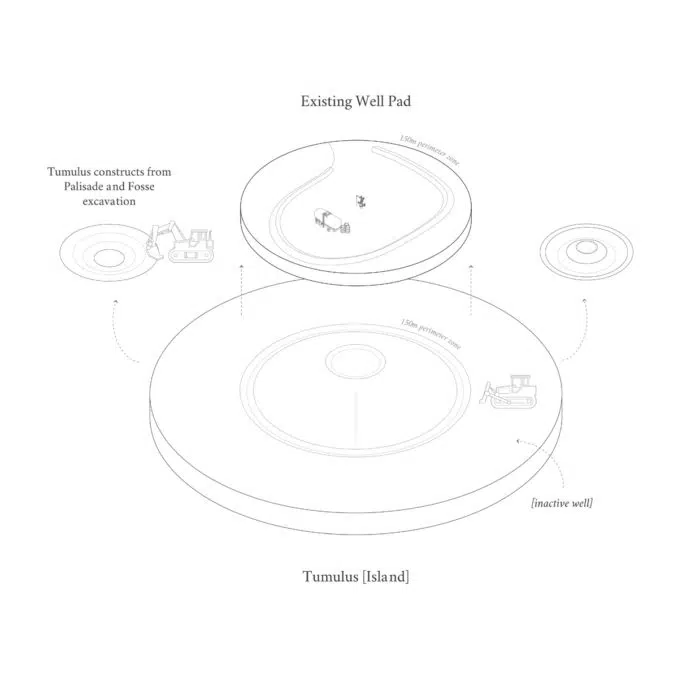 Existing Well Pad
150m perimeter zone
Tumulus constructs from
Palisade and Fosse
excavation
150m perimeter zone
[inactive well]
Tumulus [Island]